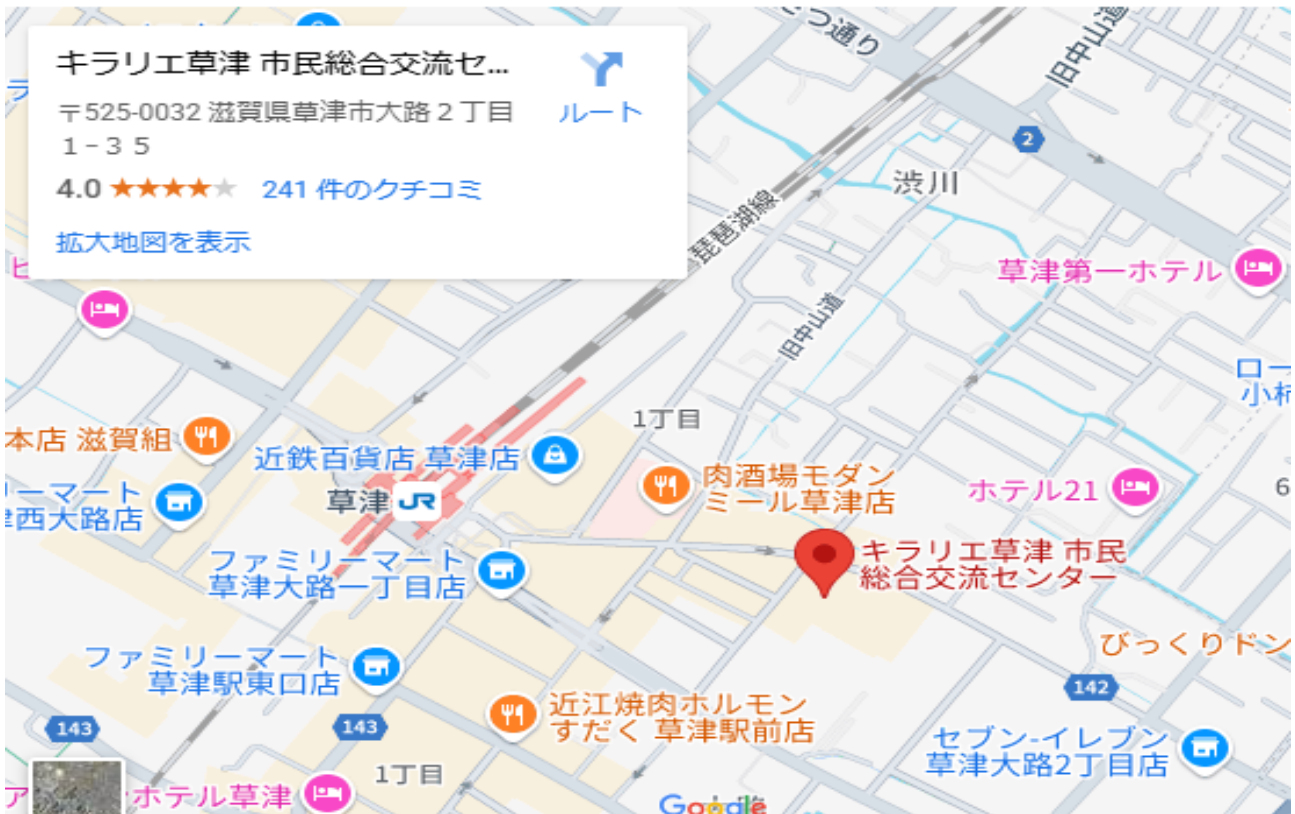 キラリエ草津 市民総合交流セ...
〒525-0032 滋賀県草津市大路２丁目
１-３５
4.0
241 件のクチコミ
拡大地図を表示
ルート
つ通り
旧中山道
2
渋川
琵琶湖線
草津第一ホテル
旧中山道
1丁目
本店 滋賀組
近鉄百貨店 草津店
肉酒場モダン
ミール草津店
ホテル21
草津
JR
西大路店
ファミリーマート
草津大路一丁目店
キラリエ草津 市民
総合交流センター
ファミリーマート
草津駅東口店
びっくりドン
142
近江焼肉ホルモン
すだく 草津駅前店
143
143
セブン-イレブン
草津大路2丁目店
1丁目
ホテル草津
Google